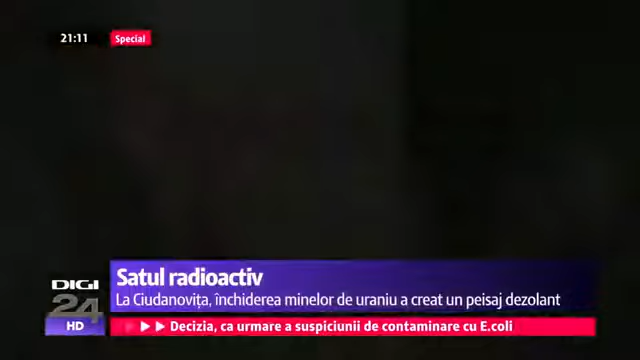 21:11 Special
Satul radioactiv
La Ciudanovița, închiderea minelor de uraniu a creat un peisaj dezolant
DIGI
24
HD
Decizia, ca urmare a suspiciunii de contaminare cu E.coli